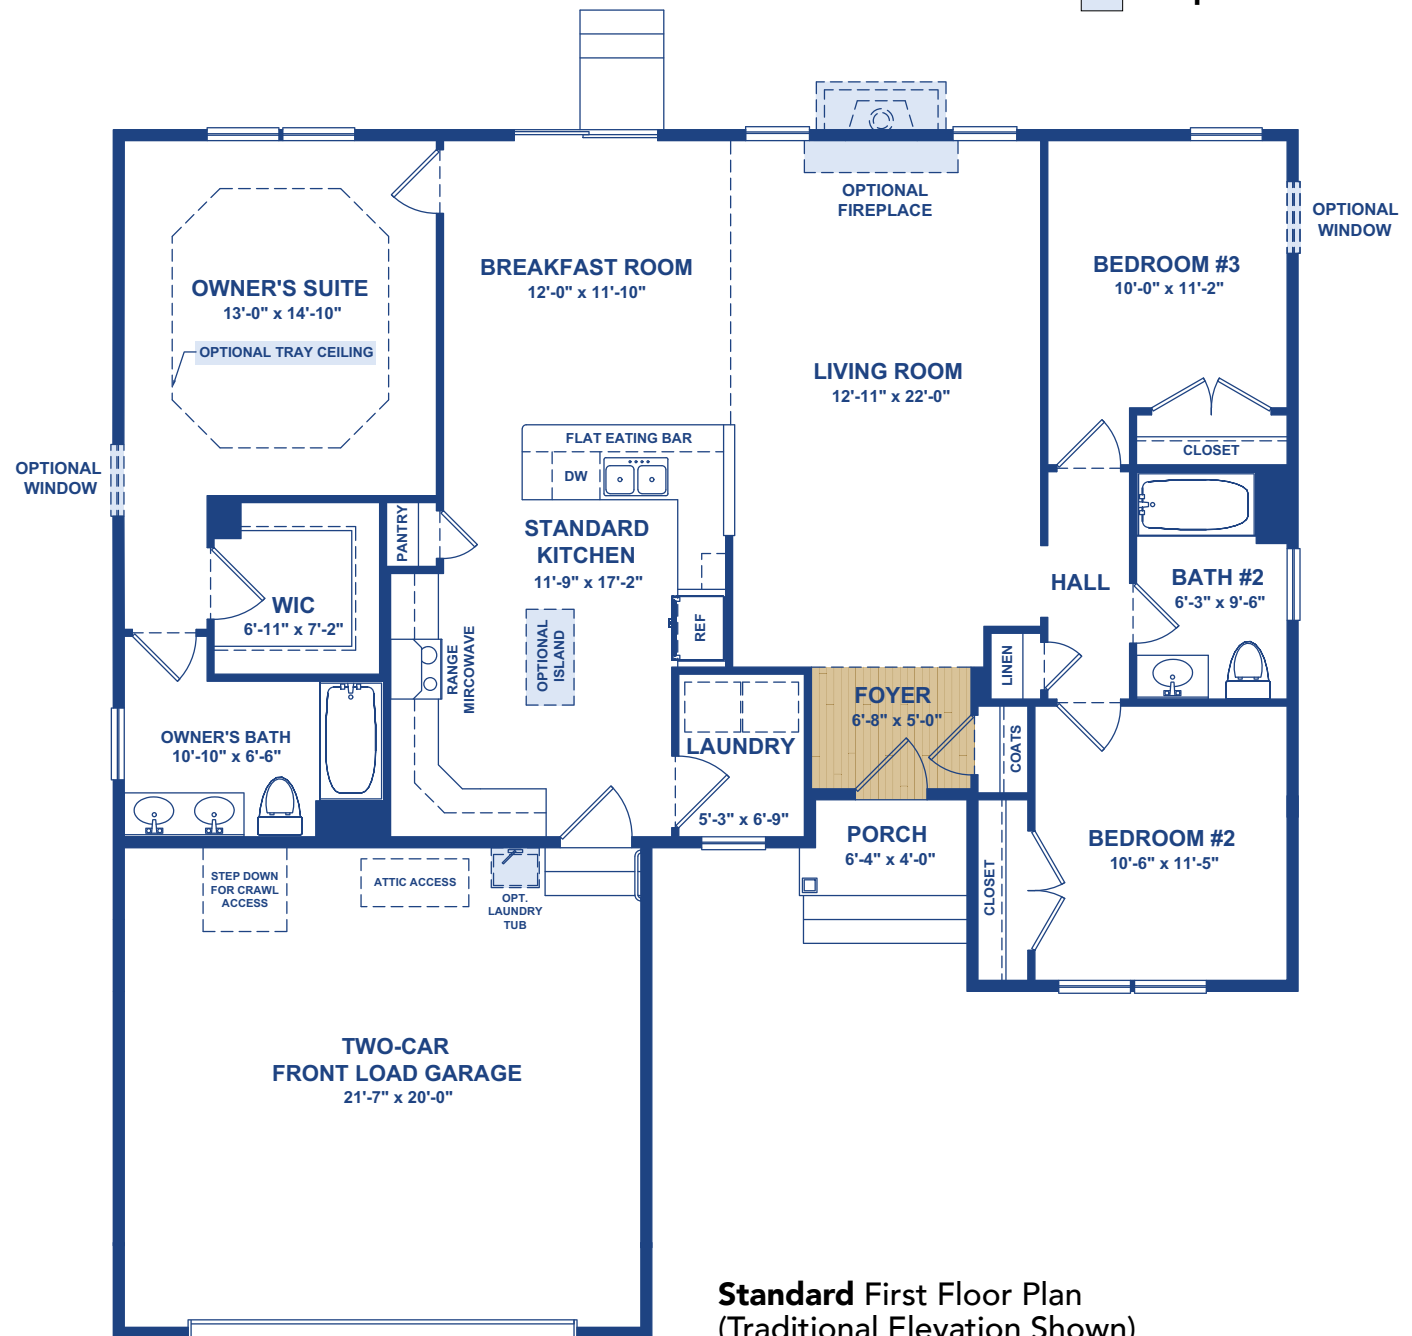 OPTIONAL
FIREPLACE
OPTIONAL
WINDOW
BREAKFAST ROOM
12'-0" x 11'-10"
BEDROOM #3
10'-0" x 11'-2"
OWNER'S SUITE
13'-0" x 14'-10"
OPTIONAL TRAY CEILING
LIVING ROOM
12'-11" x 22'-0"
FLAT EATING BAR
DW
CLOSET
OPTIONAL
WINDOW
PANTRY
STANDARD
KITCHEN
11'-9" x 17'-2"
HALL
BATH #2
6'-3" x 9'-6"
WIC
6'-11" x 7'-2"
RANGE
MIRCOWAVE
OPTIONAL
ISLAND
REF
LINEN
FOYER
6'-8" x 5'-0"
OWNER'S BATH
10'-10" x 6'-6"
LAUNDRY
5'-3" x 6'-9"
COATS
PORCH
6'-4" x 4'-0"
BEDROOM #2
10'-6" x 11'-5"
CLOSET
STEP DOWN
FOR CRAWL
ACCESS
ATTIC ACCESS
OPT.
LAUNDRY
TUB
TWO-CAR
FRONT LOAD GARAGE
21'-7" x 20'-0"
Standard First Floor Plan
(Traditional Elevation Shown)